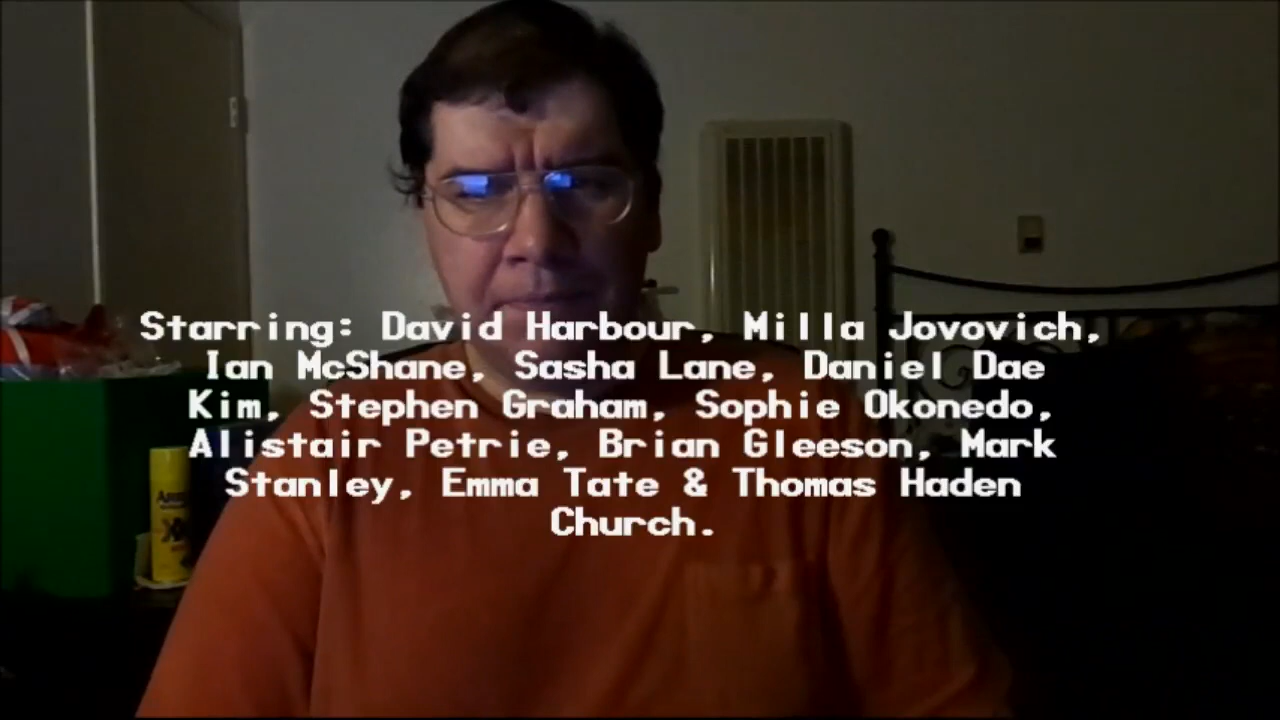 Starring: David Harbour, Milla Jovovich,
Ian McShane, Sasha Lane, Daniel Dae
Kim, Stephen Graham, Sophie Okonedo,
Alistair Petrie, Brian Gleeson, Mark
Stanley, Emma Tate & Thomas Haden
Church.